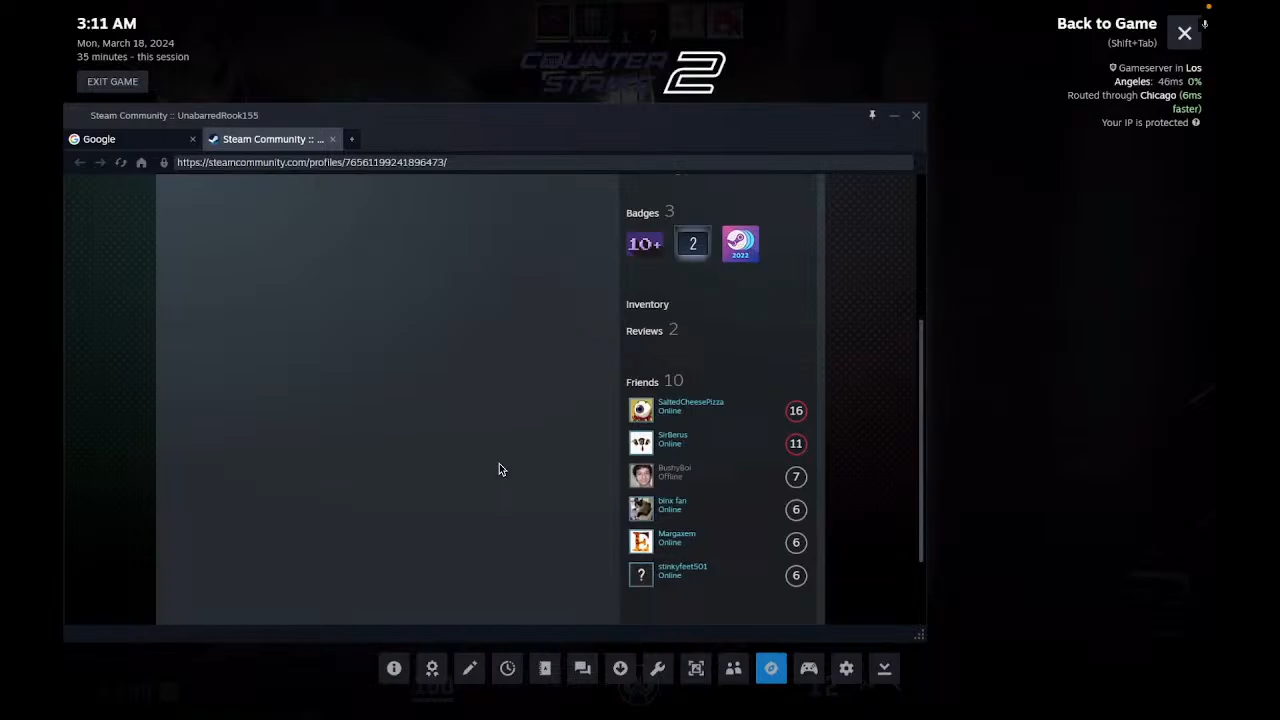 3:11 AM
Mon, March 18, 2024
35 minutes - this session
EXIT GAME
COUNTER
STRIKE 2
Back to Game
(Shift+Tab)
Gameserver in Los
Angeles: 46ms 0%
Routed through Chicago (6ms
faster)
Your IP is protected
Steam Community :: UnabarredRook155
Google
Steam Community :: ...
https://steamcommunity.com/profiles/76561199241896473/
Badges 3
10+
2
2022
Inventory
Reviews 2
Friends 10
SaltedCheesePizza
Online
16
SirBerus
Online
11
BushyBoi
Offline
7
binx fan
Online
6
Margaxem
Online
6
E
stinkyfeet501
Online
6
?